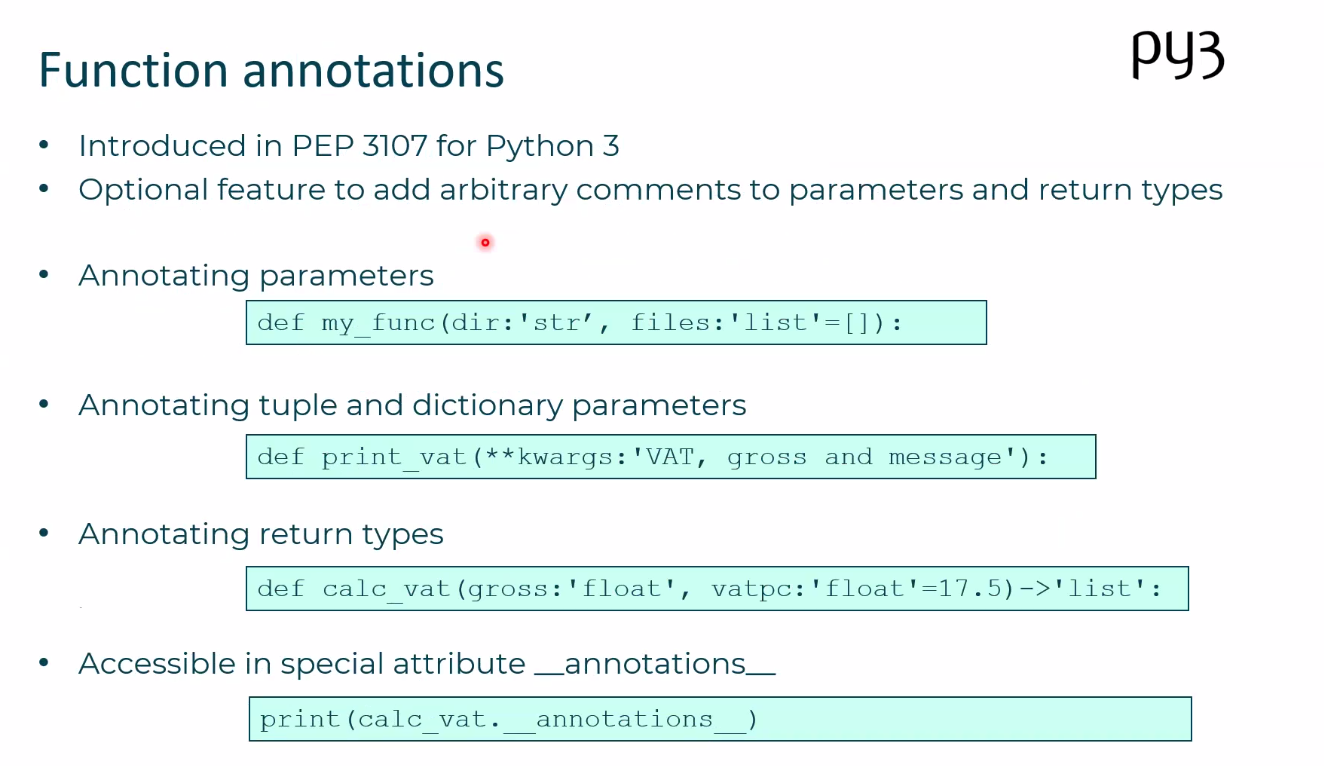 Function annotations
py3
• Introduced in PEP 3107 for Python 3
• Optional feature to add arbitrary comments to parameters and return types
• Annotating parameters
def my_func(dir:'str’, files:'list'=[]):
• Annotating tuple and dictionary parameters
def print_vat(**kwargs:'VAT, gross and message'):
• Annotating return types
def calc_vat(gross:'float', vatpc:'float'=17.5)->'list':
• Accessible in special attribute __annotations__
print(calc_vat.__annotations__)